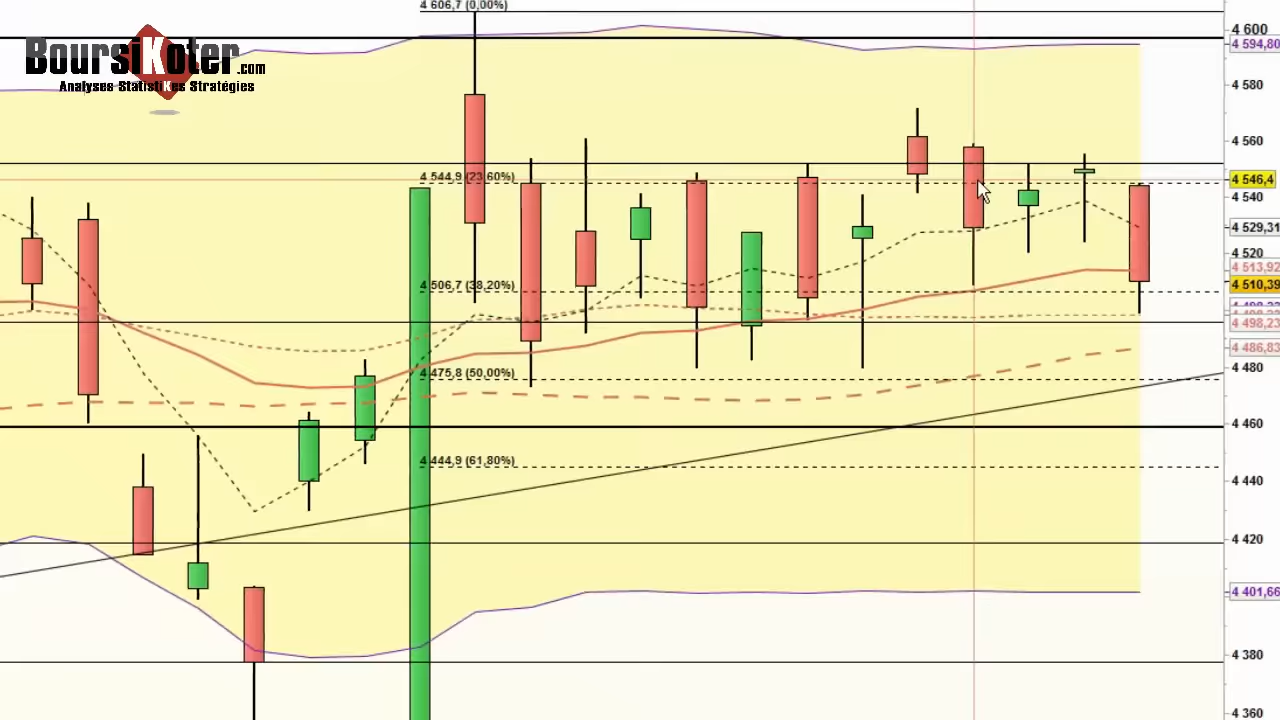 4 606,7 (0,00%)
BoursiKoter.com
Analyses StatistiKes Stratégies
4 600
4 594,80
4 580
4 560
4 544,9 (23,60%)
4 546,4
4 540
4 529,31
4 520
4 513,92
4 506,7 (38,20%)
4 510,39
4 498,23
4 486,83
4 475,8 (50,00%)
4 480
4 460
4 444,9 (61,80%)
4 440
4 420
4 401,66
4 380
4 360